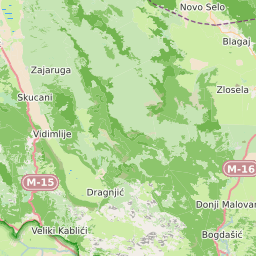 Novo Selo
Blagaj
Zajaruga
Zlosela
Skucani
Vidimlije
M-16
M-15
Dragnjić
Donji Malovan
Bogdašić
Veliki Kablići